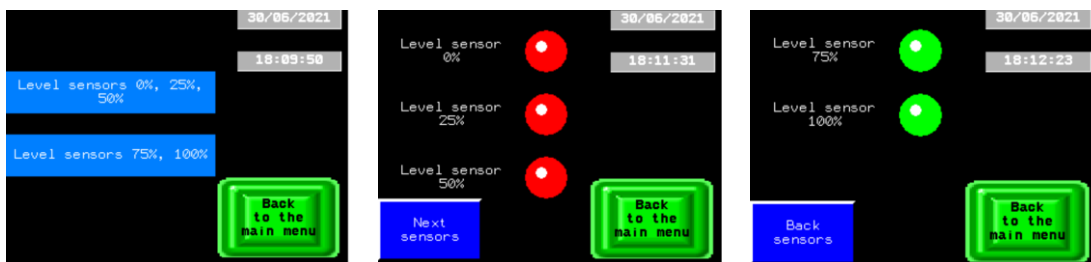 30/06/2021
18:09:50
Level sensors 0%, 25%,
50%
Level sensors 75%, 100%
Back
to the
main menu
30/06/2021
Level sensor
0%
18:11:31
Level sensor
25%
Level sensor
50%
Next
sensors
Back
to the
main menu
30/06/2021
Level sensor
75%
18:12:23
Level sensor
100%
Back
sensors
Back
to the
main menu